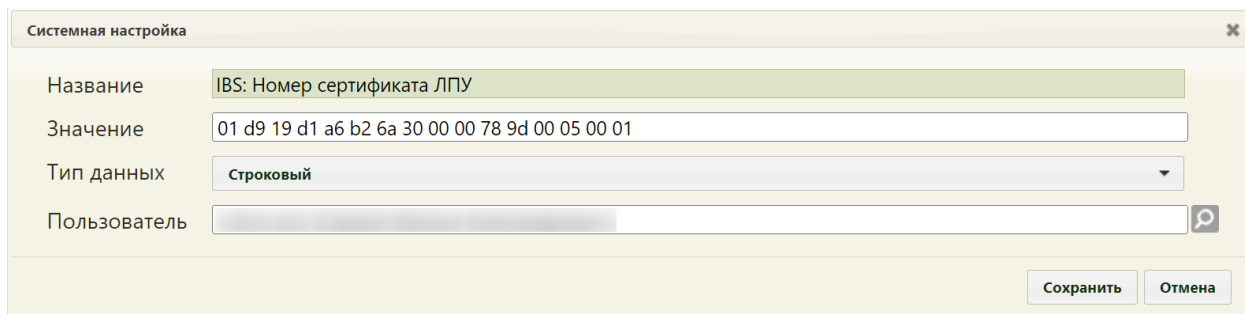 Системная настройка
Название IBS: Номер сертификата ЛПУ
Значение 01 d9 19 d1 a6 b2 6a 30 00 00 78 9d 00 05 00 01
Тип данных Строковый
Пользователь
Сохранить Отмена